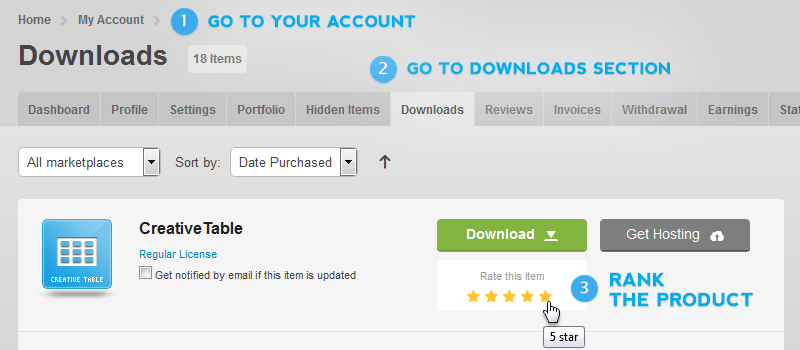 Home > My Account > 1 GO TO YOUR ACCOUNT
Downloads 18 Items
2 GO TO DOWNLOADS SECTION
Dashboard Profile Settings Portfolio Hidden Items Downloads Reviews Invoices Withdrawal Earnings Stat
All marketplaces Sort by: Date Purchased
CreativeTable
Regular License
Get notified by email if this item is updated
CREATIVE TABLE
Download Get Hosting
Rate this item
3 RANK
THE PRODUCT
5 star